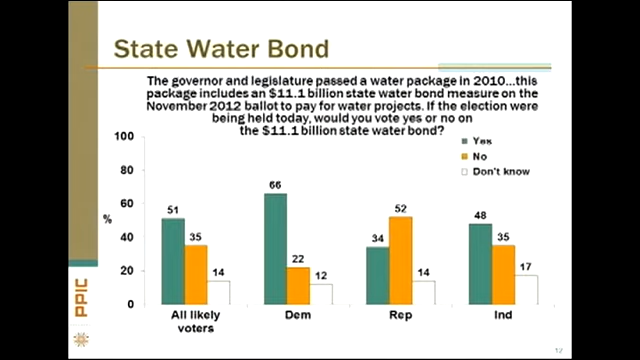 State Water Bond
The governor and legislature passed a water package in 2010...this
package includes an $11.1 billion state water bond measure on the
November 2012 ballot to pay for water projects. If the election were
being held today, would you vote yes or no on
the $11.1 billion state water bond?
Yes
No
Don't know
%
100
80
60
40
20
0
51
35
14
66
22
12
34
52
14
48
35
17
All likely
voters
Dem
Rep
Ind
PPIC
12